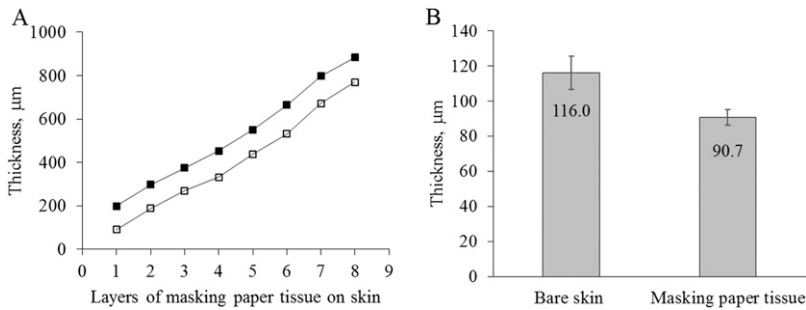 A
Thickness, µm
1000
800
600
400
200
0
0 1 2 3 4 5 6 7 8 9
Layers of masking paper tissue on skin
B
Thickness, µm
140
120
100
80
60
40
20
0
116.0
90.7
Bare skin Masking paper tissue